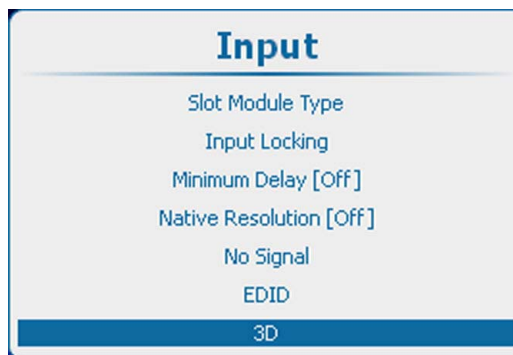 Input
Slot Module Type
Input Locking
Minimum Delay [Off]
Native Resolution [Off]
No Signal
EDID
3D